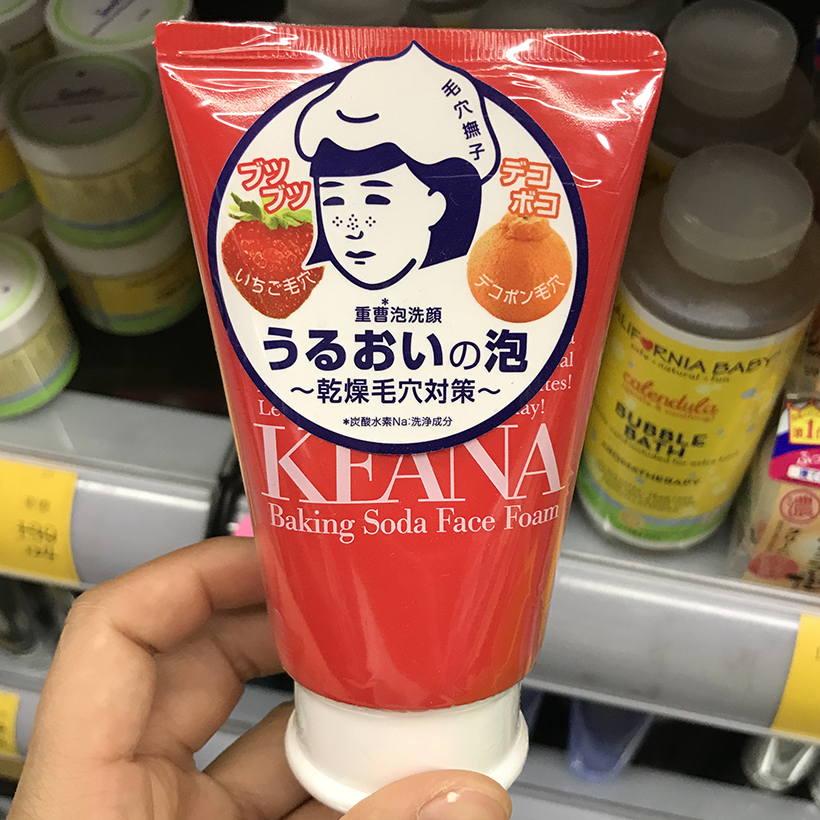 毛穴撫子
ブツ
ブツ
デコ
ボコ
いちご毛穴
デコポン毛穴
*
重曹泡洗顔
うるおいの泡
～乾燥毛穴対策～
*炭酸水素Na:洗浄成分
KEANA
Baking Soda Face Foam
CALIFORNIA BABY
calendula
BUBBLE
BATH
AROMATHERAPY